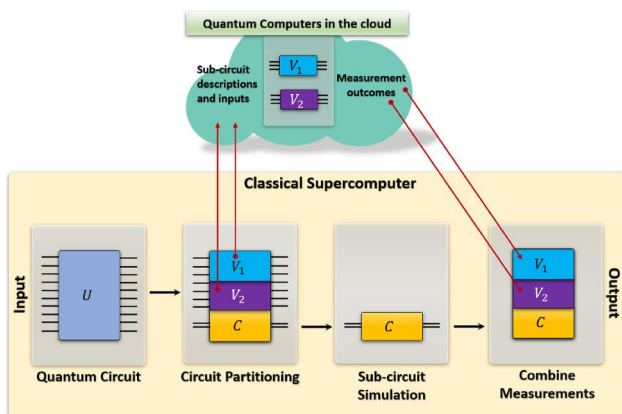 Quantum Computers in the cloud
Sub-circuit
descriptions
and inputs
V₁
V₂
Measurement
outcomes
Classical Supercomputer
Input
U
V₁
V₂
C
C
V₁
V₂
C
Output
Quantum Circuit
Circuit Partitioning
Sub-circuit
Simulation
Combine
Measurements